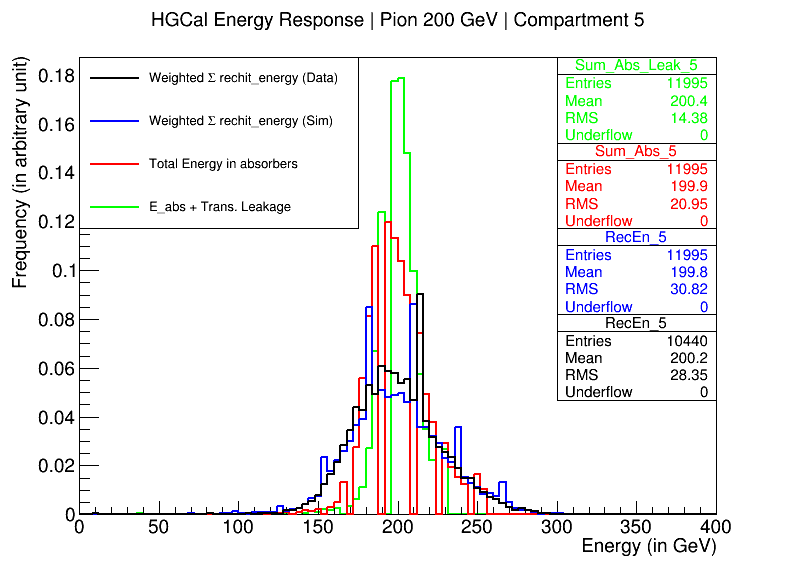 HGCal Energy Response | Pion 200 GeV | Compartment 5
Frequency (in arbitrary unit)
0.18
0.16
0.14
0.12
0.1
0.08
0.06
0.04
0.02
0
Weighted Σ rechit_energy (Data)
Weighted Σ rechit_energy (Sim)
Total Energy in absorbers
E_abs + Trans. Leakage
Sum_Abs_Leak_5
Entries 11995
Mean 200.4
RMS 14.38
Underflow 0
Sum_Abs_5
Entries 11995
Mean 199.9
RMS 20.95
Underflow 0
RecEn_5
Entries 11995
Mean 199.8
RMS 30.82
Underflow 0
RecEn_5
Entries 10440
Mean 200.2
RMS 28.35
Underflow 0
0 50 100 150 200 250 300 350 400
Energy (in GeV)